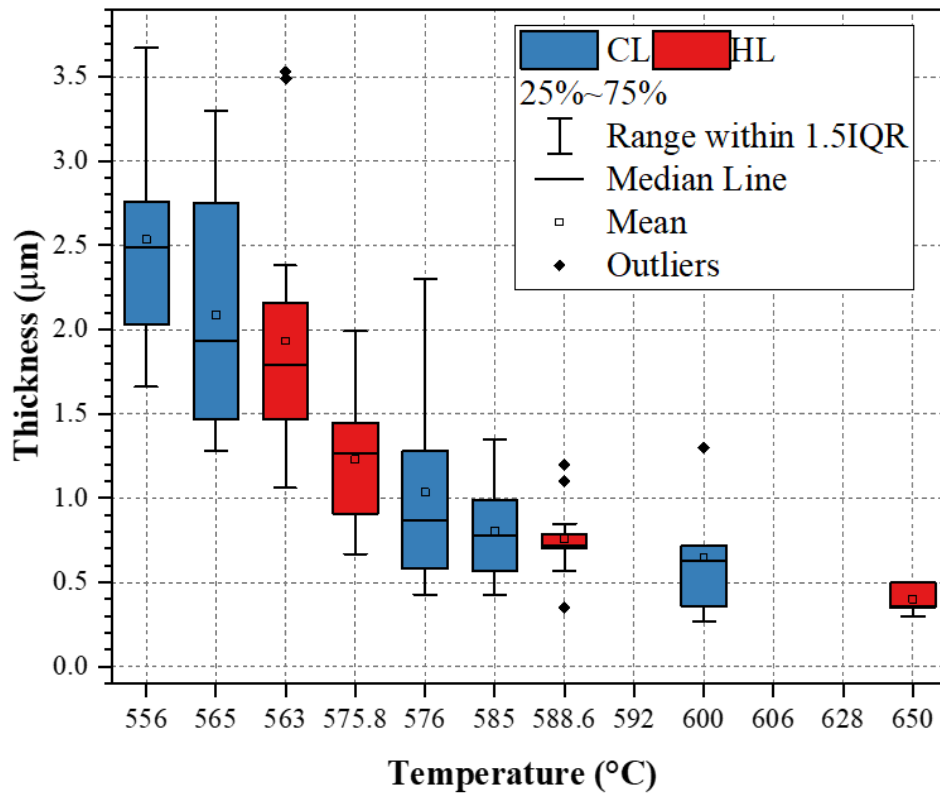 CL HL
25%~75%
Range within 1.5IQR
Median Line
Mean
Outliers
Thickness (μm)
3.5
3.0
2.5
2.0
1.5
1.0
0.5
0.0
556 565 563 575.8 576 585 588.6 592 600 606 628 650
Temperature (°C)